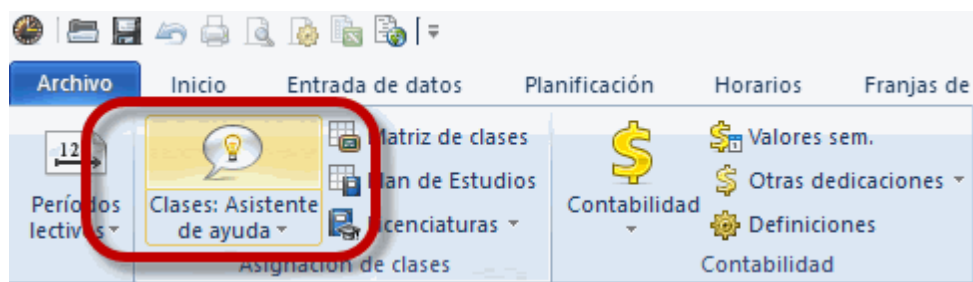 Archivo Inicio Entrada de datos Planificación Horarios Franjas de
Matriz de clases Valores sem.
Plan de Estudios Otras dedicaciones
Períodos Clases: Asistente Licenciaturas Contabilidad Definiciones
lectivos de ayuda
Asignación de clases Contabilidad